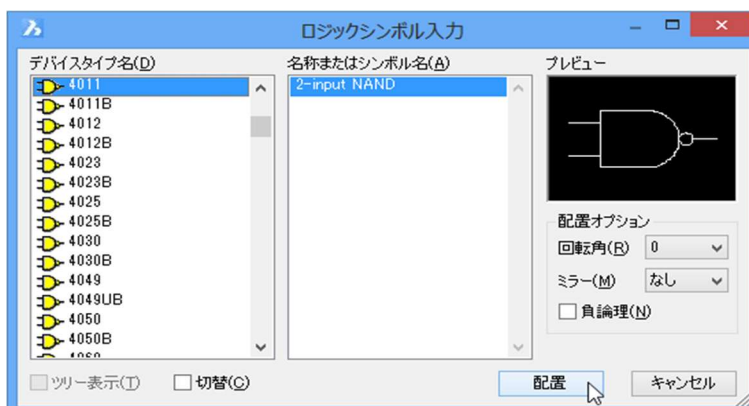 ロジックシンボル入力
デバイスタイプ名(D)
名称またはシンボル名(A)
プレビュー
4011
4011B
4012
4012B
4023
4023B
4025
4025B
4030
4030B
4049
4049UB
4050
4050B
2-input NAND
配置オプション
回転角(R) 0
ミラー(M) なし
負論理(N)
ツリー表示(T)
切替(C)
配置
キャンセル